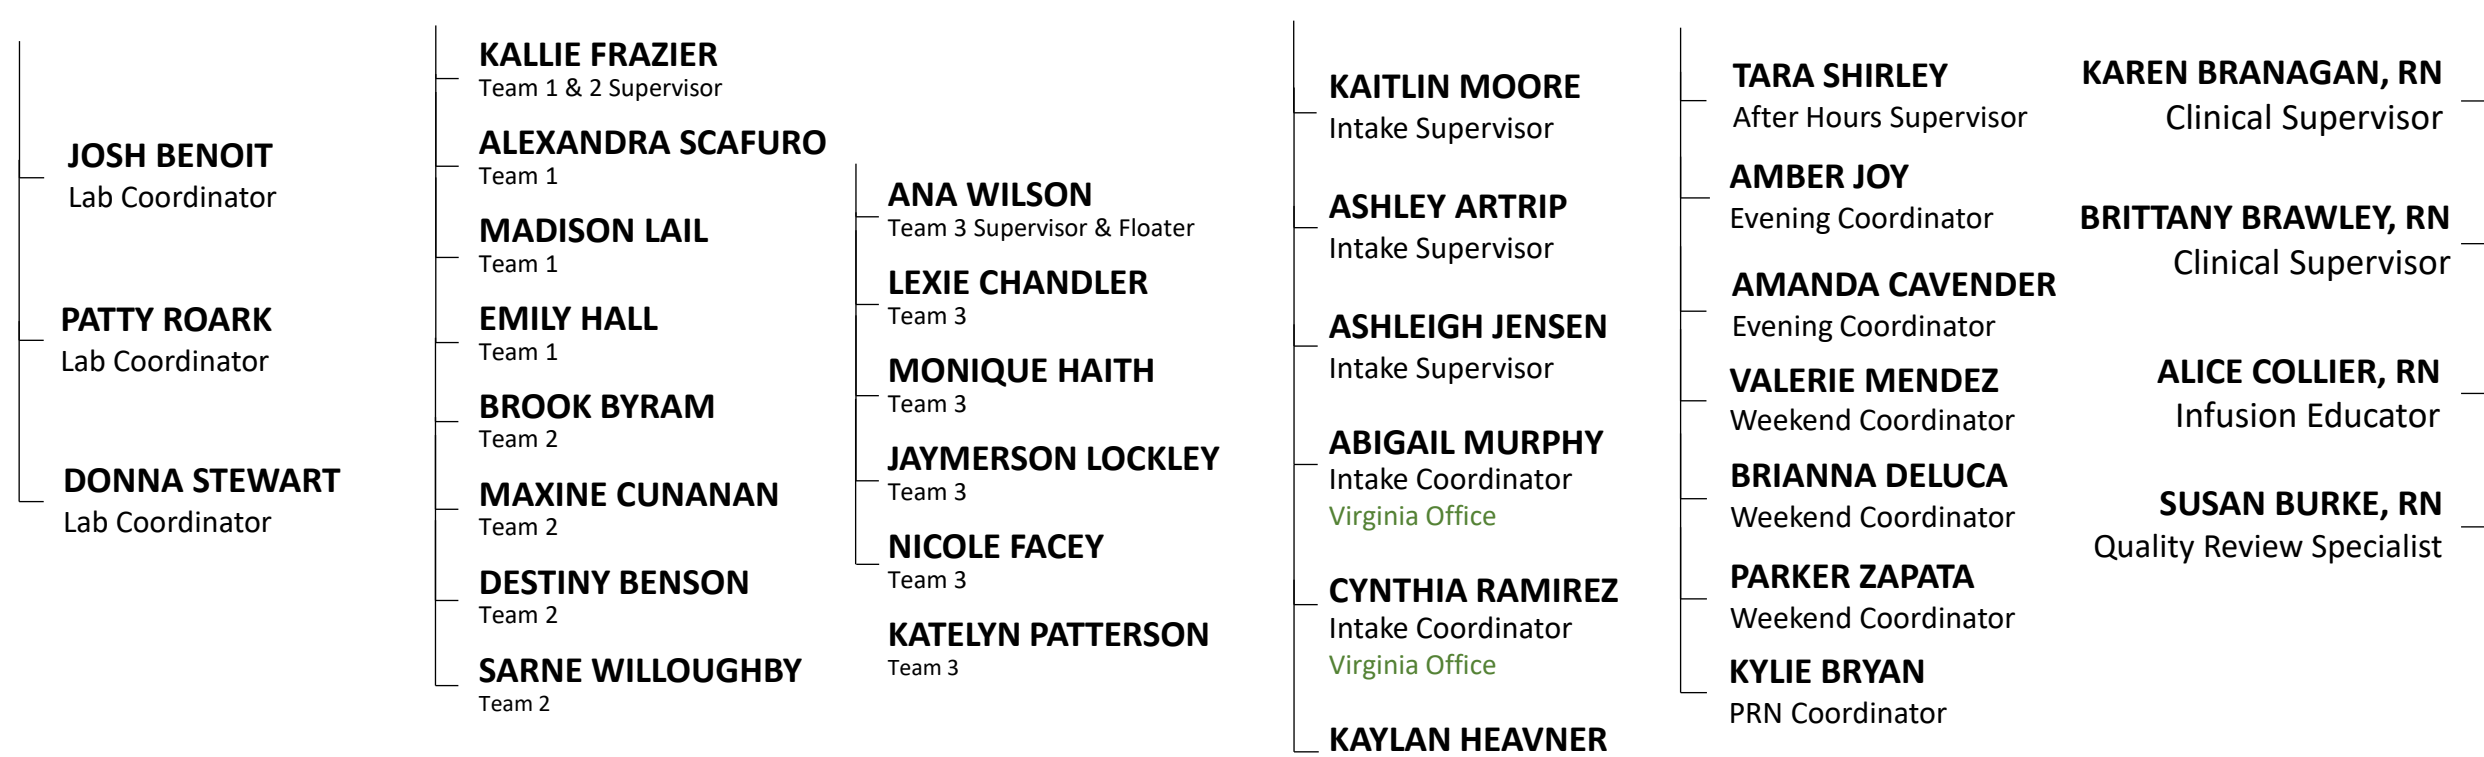 JOSH BENOIT
Lab Coordinator
PATTY ROARK
Lab Coordinator
DONNA STEWART
Lab Coordinator
KALLIE FRAZIER
Team 1 & 2 Supervisor
ALEXANDRA SCAFURO
Team 1
MADISON LAIL
Team 1
EMILY HALL
Team 1
BROOK BYRAM
Team 2
MAXINE CUNANAN
Team 2
DESTINY BENSON
Team 2
SARNE WILLOUGHBY
Team 2
ANA WILSON
Team 3 Supervisor & Floater
LEXIE CHANDLER
Team 3
MONIQUE HAITH
Team 3
JAYMERSON LOCKLEY
Team 3
NICOLE FACEY
Team 3
KATELYN PATTERSON
Team 3
KAITLIN MOORE
Intake Supervisor
ASHLEY ARTRIP
Intake Supervisor
ASHLEIGH JENSEN
Intake Supervisor
ABIGAIL MURPHY
Intake Coordinator
Virginia Office
CYNTHIA RAMIREZ
Intake Coordinator
Virginia Office
KAYLAN HEAVNER
TARA SHIRLEY
After Hours Supervisor
AMBER JOY
Evening Coordinator
AMANDA CAVENDER
Evening Coordinator
VALERIE MENDEZ
Weekend Coordinator
BRIANNA DELUCA
Weekend Coordinator
PARKER ZAPATA
Weekend Coordinator
KYLIE BRYAN
PRN Coordinator
KAREN BRANAGAN, RN
Clinical Supervisor
BRITTANY BRAWLEY, RN
Clinical Supervisor
ALICE COLLIER, RN
Infusion Educator
SUSAN BURKE, RN
Quality Review Specialist